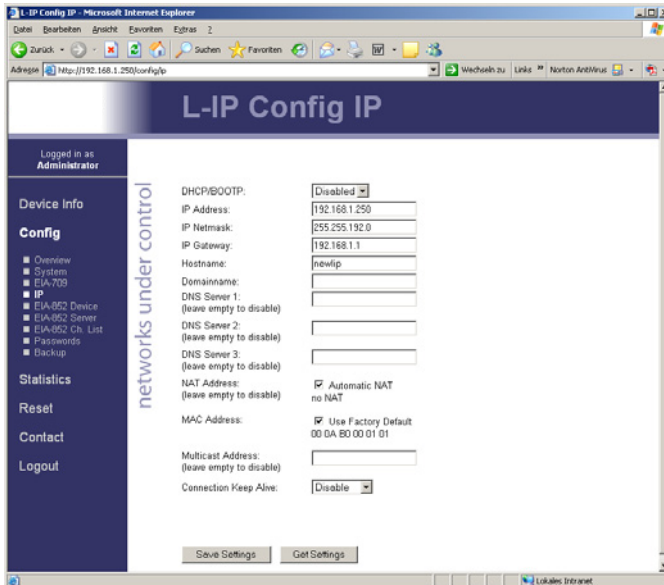 L-IP Config IP - Microsoft Internet Explorer
Datei Bearbeiten Ansicht Favoriten Extras ?
Zurück Suchen Favoriten
Adresse http://192.168.1.250/config/ip Wechseln zu Links » Norton AntiVirus
L-IP Config IP
Logged in as
Administrator
Device Info
Config
Overview
System
EIA-709
IP
EIA-852 Device
EIA-852 Server
EIA-852 Ch. List
Passwords
Backup
Statistics
Reset
Contact
Logout
networks under control
DHCP/BOOTP: Disabled
IP Address: 192.168.1.250
IP Netmask: 255.255.192.0
IP Gateway: 192.168.1.1
Hostname: newlip
Domainname:
DNS Server 1:
(leave empty to disable)
DNS Server 2:
(leave empty to disable)
DNS Server 3:
(leave empty to disable)
NAT Address: Automatic NAT
(leave empty to disable) no NAT
MAC Address: Use Factory Default
00 0A B0 00 01 01
Multicast Address:
(leave empty to disable)
Connection Keep Alive: Disable
Save Settings Get Settings
Lokales Intranet